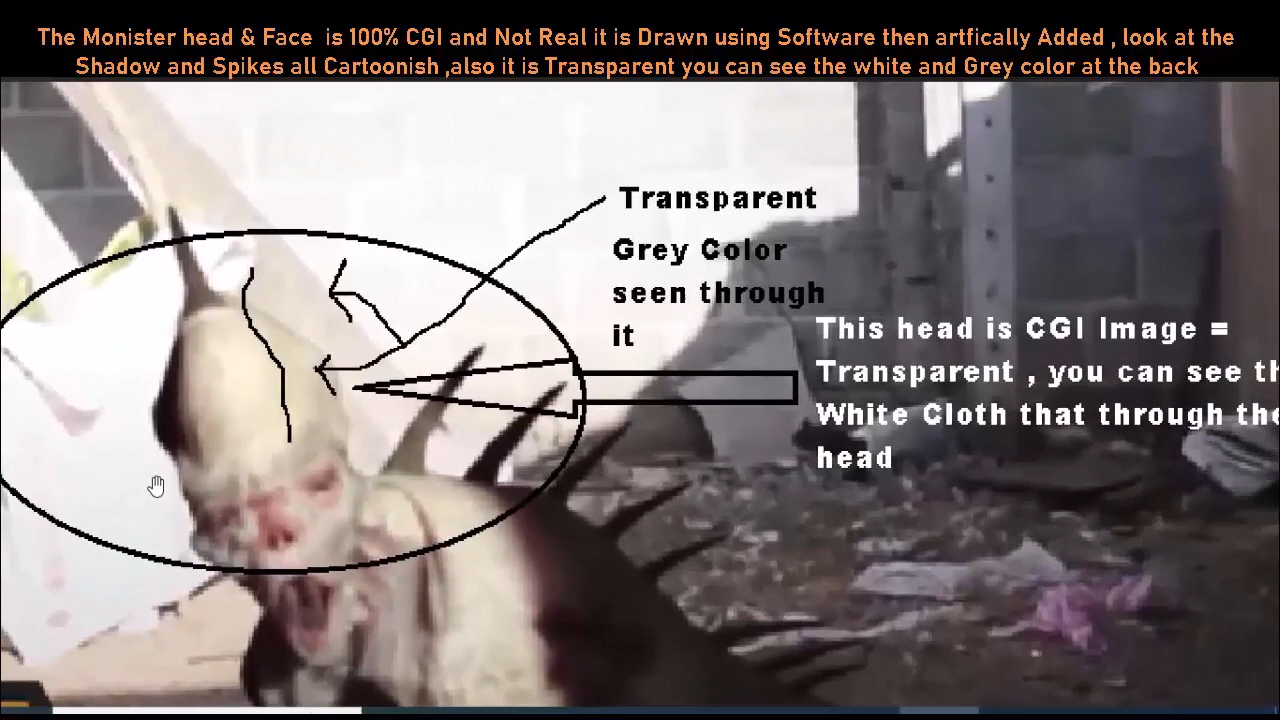 The Monister head & Face is 100% CGI and Not Real it is Drawn using Software then artfically Added , look at the
Shadow and Spikes all Cartoonish ,also it is Transparent you can see the white and Grey color at the back
Transparent
Grey Color
seen through
it
This head is CGI Image =
Transparent , you can see th
White Cloth that through the
head